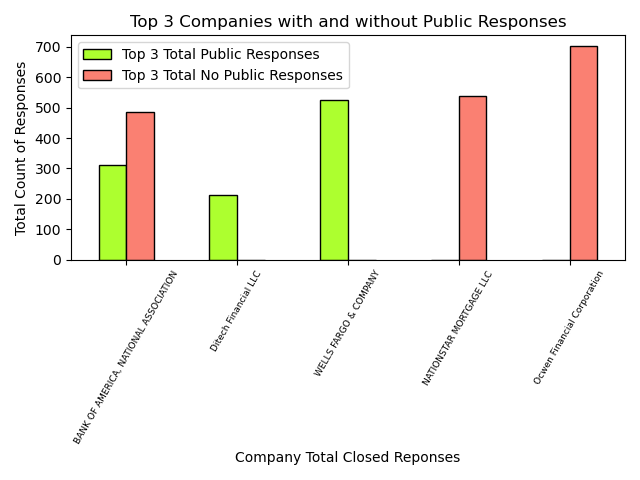 Top 3 Companies with and without Public Responses
Top 3 Total Public Responses
Top 3 Total No Public Responses
Total Count of Responses
700
600
500
400
300
200
100
0
BANK OF AMERICA, NATIONAL ASSOCIATION
Ditech Financial LLC
WELLS FARGO & COMPANY
NATIONSTAR MORTGAGE LLC
Ocwen Financial Corporation
Company Total Closed Reponses